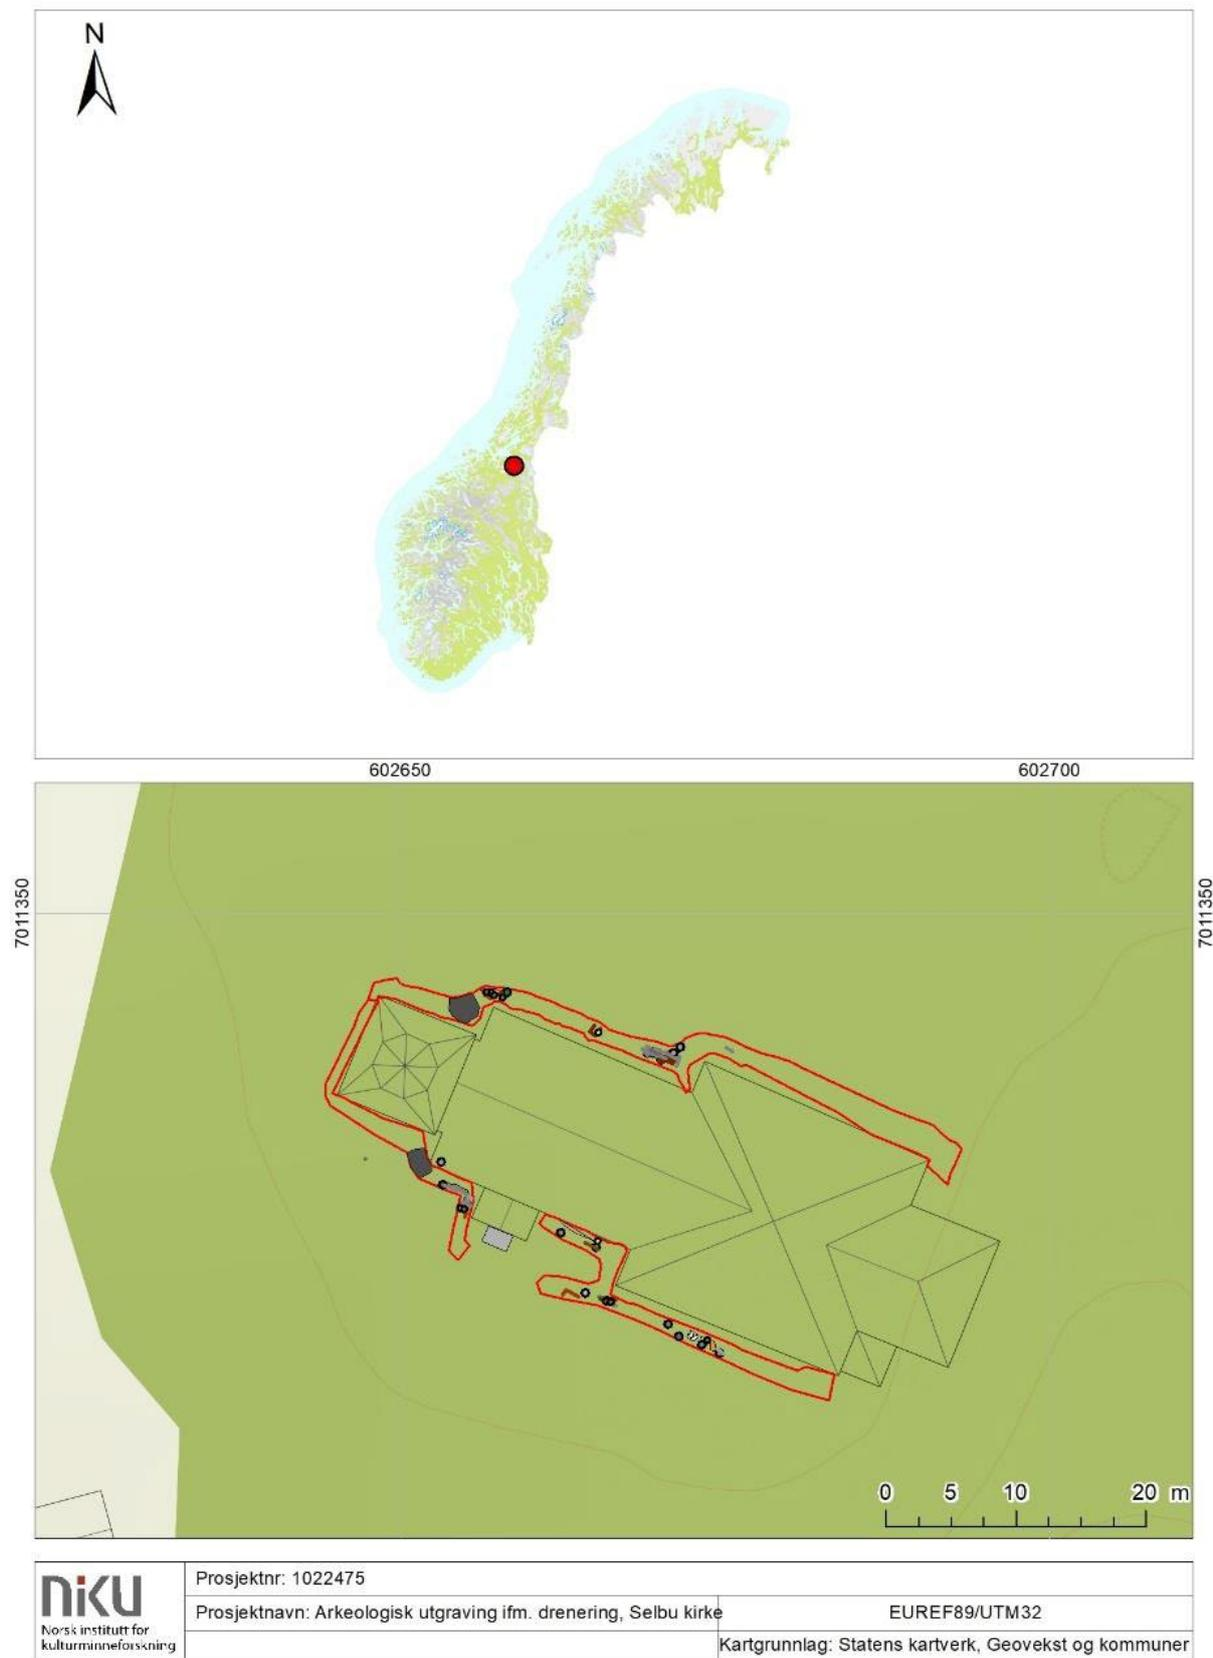 N
602650 602700
7011350 7011350
0 5 10 20 m
niku
Norsk institutt for
kulturminneforskning
Prosjektnr: 1022475
Prosjektnavn: Arkeologisk utgraving ifm. drenering, Selbu kirke
EUREF89/UTM32
Kartgrunnlag: Statens kartverk, Geovekst og kommuner